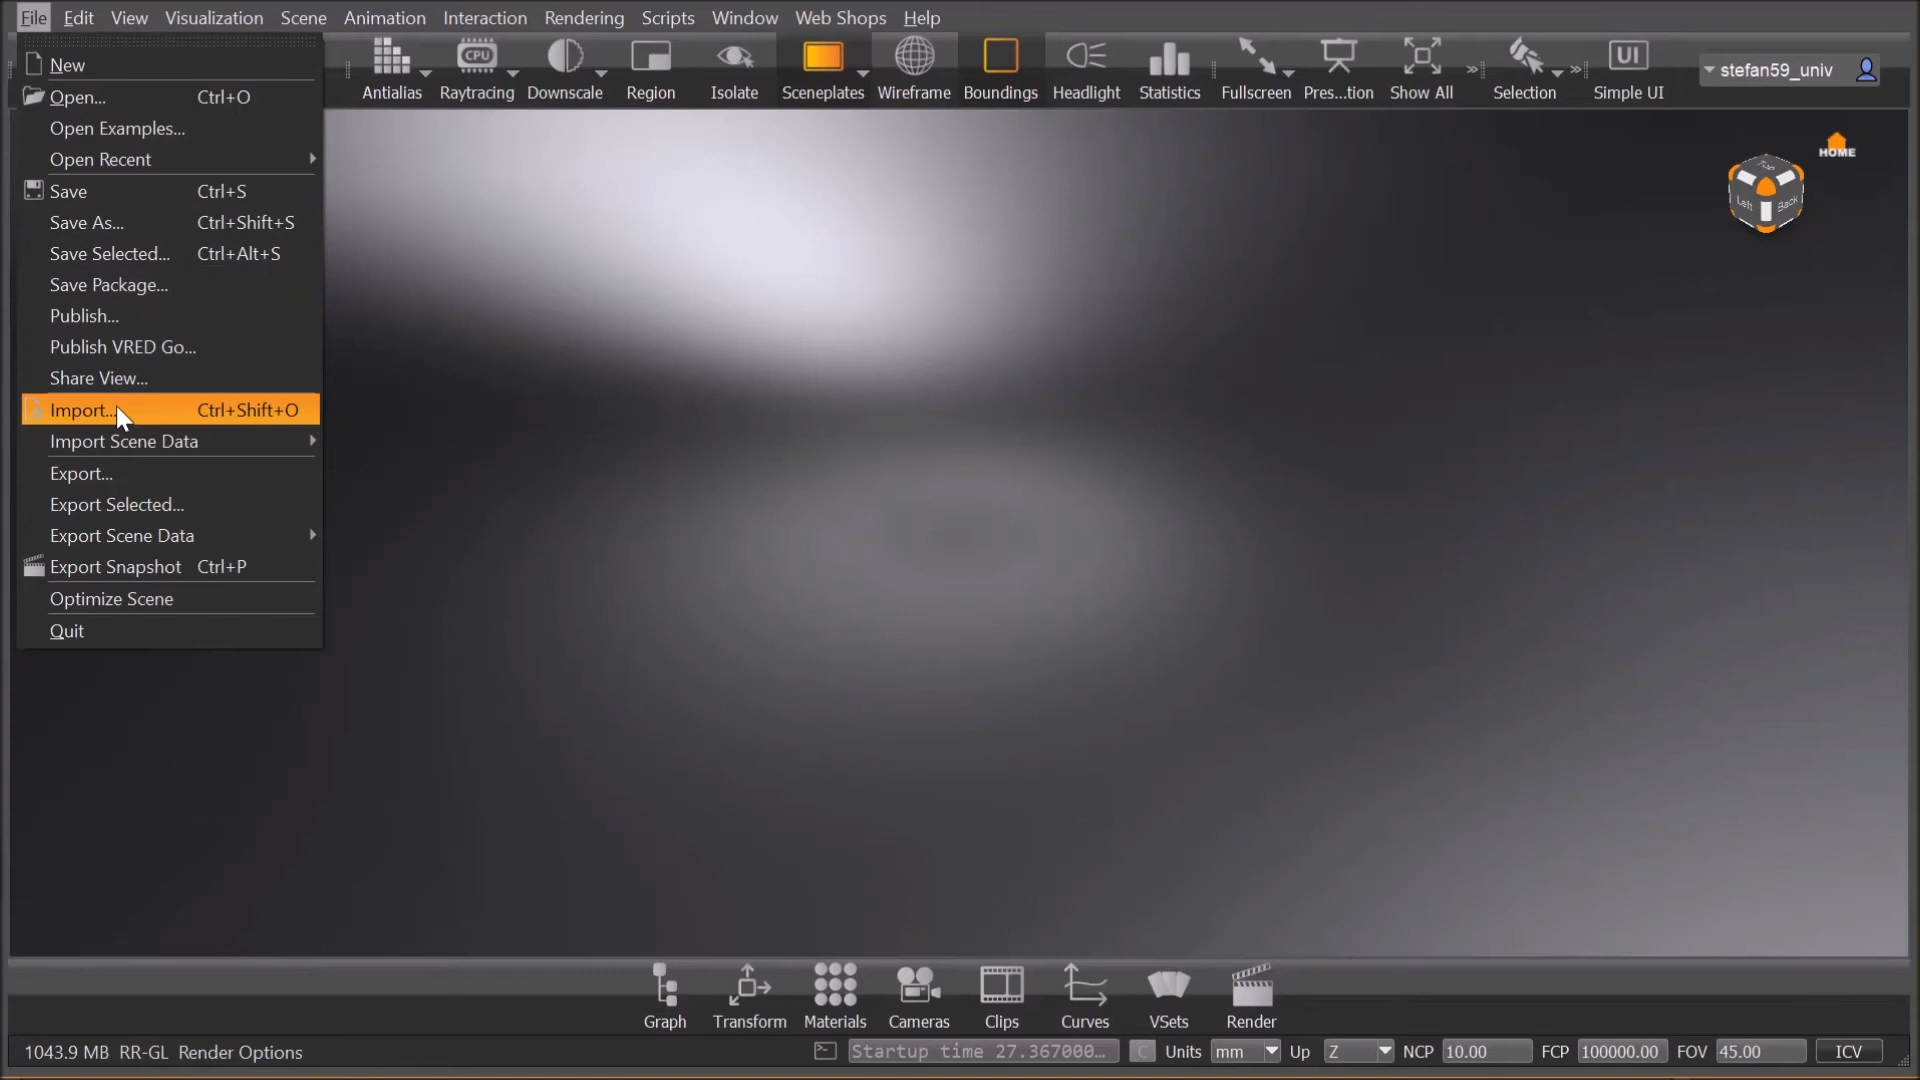 File Edit View Visualization Scene Animation Interaction Rendering Scripts Window Web Shops Help
New
Open... Ctrl+O
Open Examples...
Open Recent
Save Ctrl+S
Save As... Ctrl+Shift+S
Save Selected... Ctrl+Alt+S
Save Package...
Publish...
Publish VRED Go...
Share View...
Import... Ctrl+Shift+O
Import Scene Data
Export...
Export Selected...
Export Scene Data
Export Snapshot Ctrl+P
Optimize Scene
Quit
CPU
UI
Antialias Raytracing Downscale Region Isolate Sceneplates Wireframe Boundings Headlight Statistics Fullscreen Pres...tion Show All Selection Simple UI
stefan59_univ
HOME
Top
Left Back
Graph Transform Materials Cameras Clips Curves VSets Render
1043.9 MB RR-GL Render Options Startup time 27.367000... C Units mm Up Z NCP 10.00 FCP 100000.00 FOV 45.00 ICV